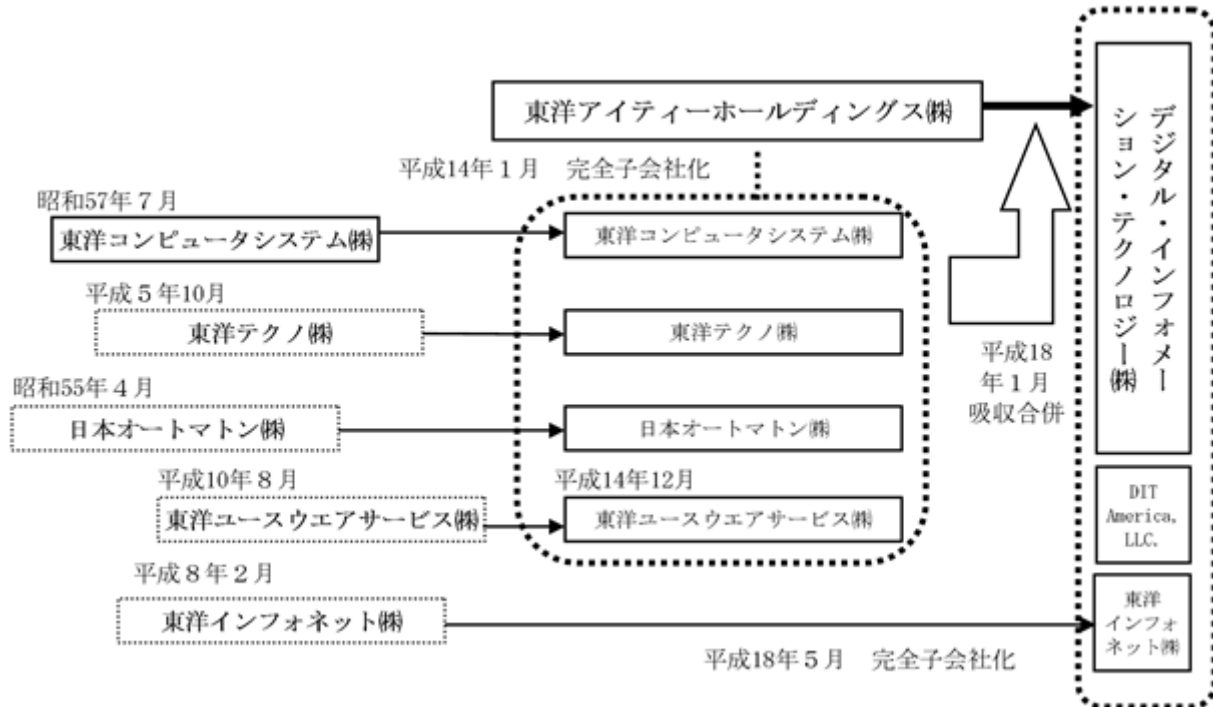 東洋アイティーホールディングス㈱
平成14年１月　完全子会社化
昭和57年７月
東洋コンピュータシステム㈱
東洋コンピュータシステム㈱
平成５年10月
東洋テクノ㈱
東洋テクノ㈱
昭和55年４月
日本オートマトン㈱
日本オートマトン㈱
平成10年８月
東洋ユースウエアサービス㈱
平成14年12月
東洋ユースウエアサービス㈱
平成８年２月
東洋インフォネット㈱
平成18年５月　完全子会社化
平成18
年１月
吸収合併
デジタル・インフォメー
ション・テクノロジー㈱
DIT
America,
LLC.
東洋
インフォ
ネット㈱